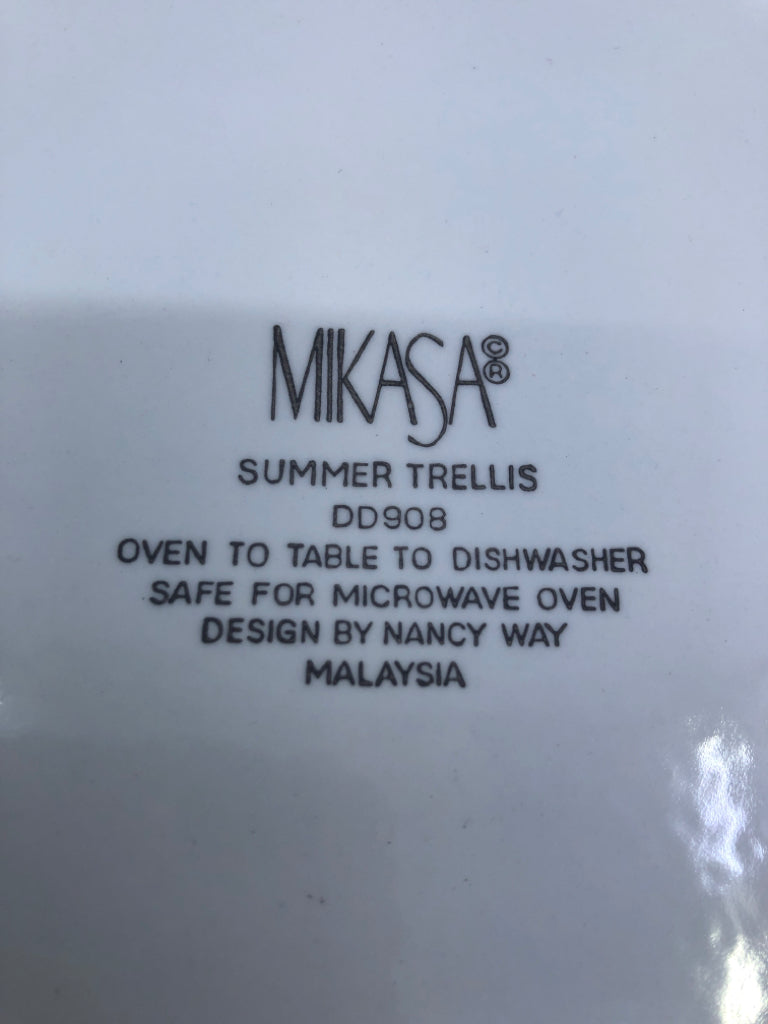 MIKASA©®
SUMMER TRELLIS
DD908
OVEN TO TABLE TO DISHWASHER
SAFE FOR MICROWAVE OVEN
DESIGN BY NANCY WAY
MALAYSIA